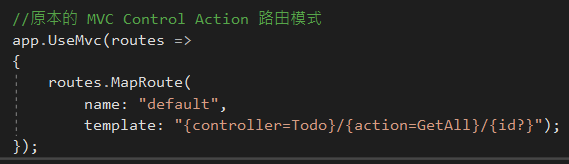 //原本的 MVC Control Action 路由模式
app.UseMvc(routes =>
{
    routes.MapRoute(
        name: "default",
        template: "{controller=Todo}/{action=GetAll}/{id?}");
});